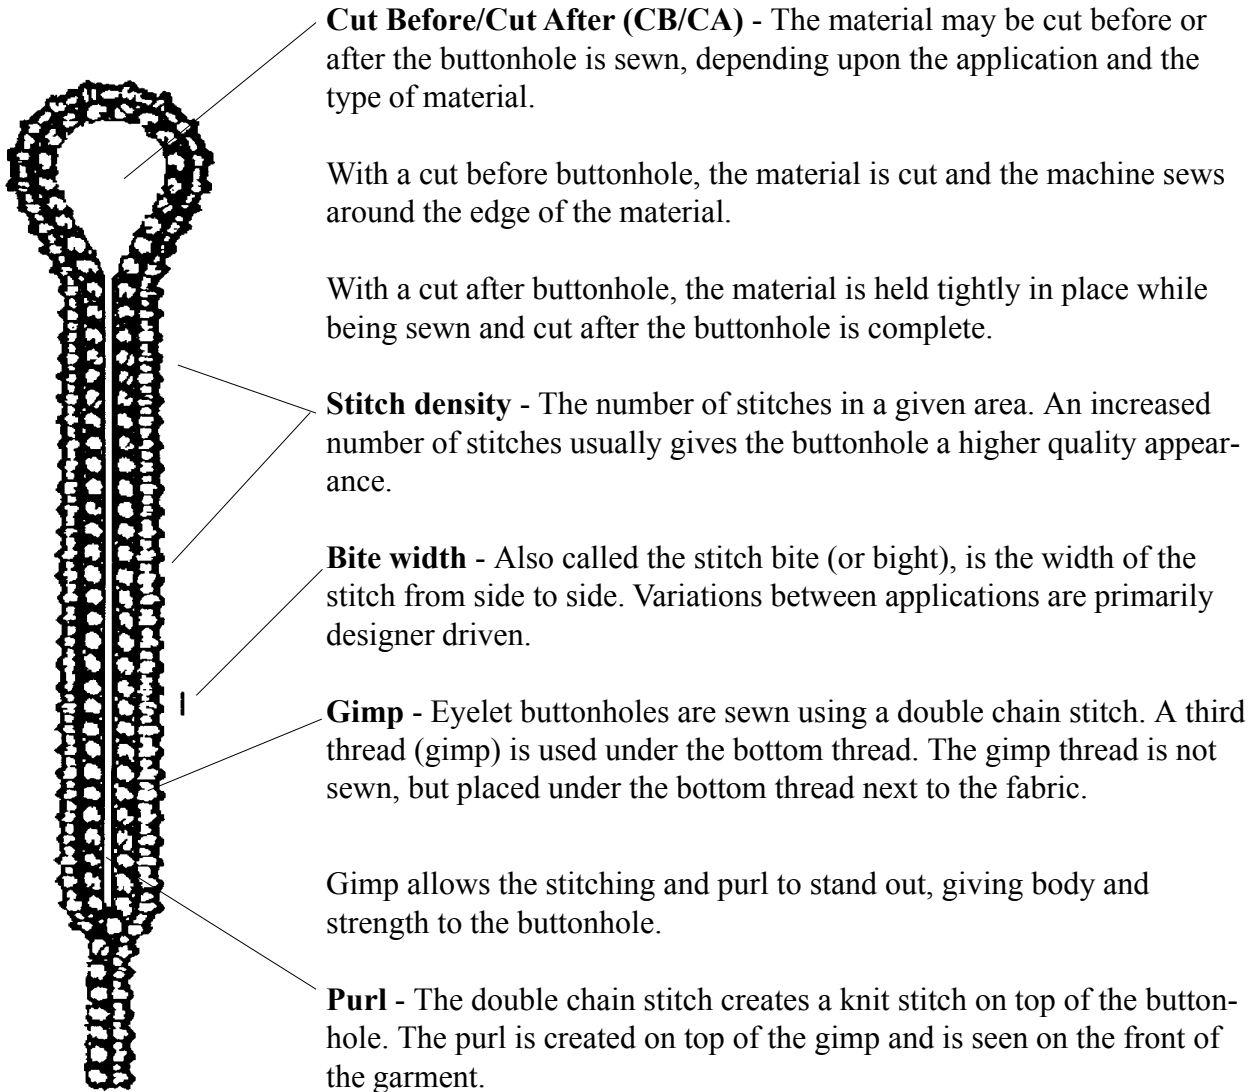 Cut Before/Cut After (CB/CA) - The material may be cut before or
after the buttonhole is sewn, depending upon the application and the
type of material.
With a cut before buttonhole, the material is cut and the machine sews
around the edge of the material.
With a cut after buttonhole, the material is held tightly in place while
being sewn and cut after the buttonhole is complete.
Stitch density - The number of stitches in a given area. An increased
number of stitches usually gives the buttonhole a higher quality appear-
ance.
Bite width - Also called the stitch bite (or bight), is the width of the
stitch from side to side. Variations between applications are primarily
designer driven.
Gimp - Eyelet buttonholes are sewn using a double chain stitch. A third
thread (gimp) is used under the bottom thread. The gimp thread is not
sewn, but placed under the bottom thread next to the fabric.
Gimp allows the stitching and purl to stand out, giving body and
strength to the buttonhole.
Purl - The double chain stitch creates a knit stitch on top of the button-
hole. The purl is created on top of the gimp and is seen on the front of
the garment.